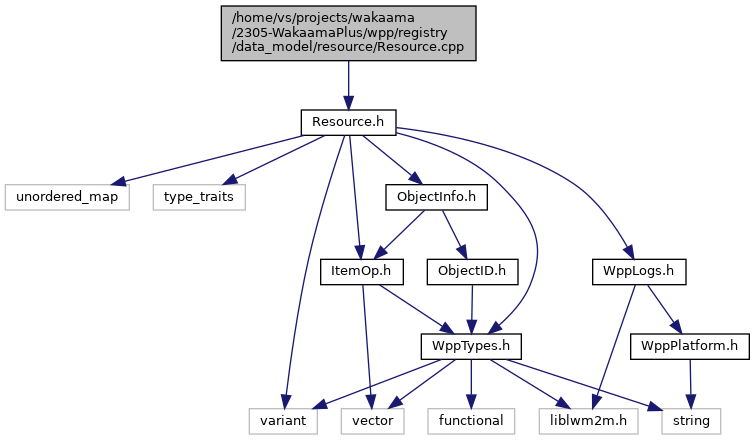 /home/vs/projects/wakaama
/2305-WakaamaPlus/wpp/registry
/data_model/resource/Resource.cpp
Resource.h
unordered_map
type_traits
ObjectInfo.h
ItemOp.h
ObjectID.h
WppLogs.h
WppTypes.h
WppPlatform.h
variant
vector
functional
liblwm2m.h
string